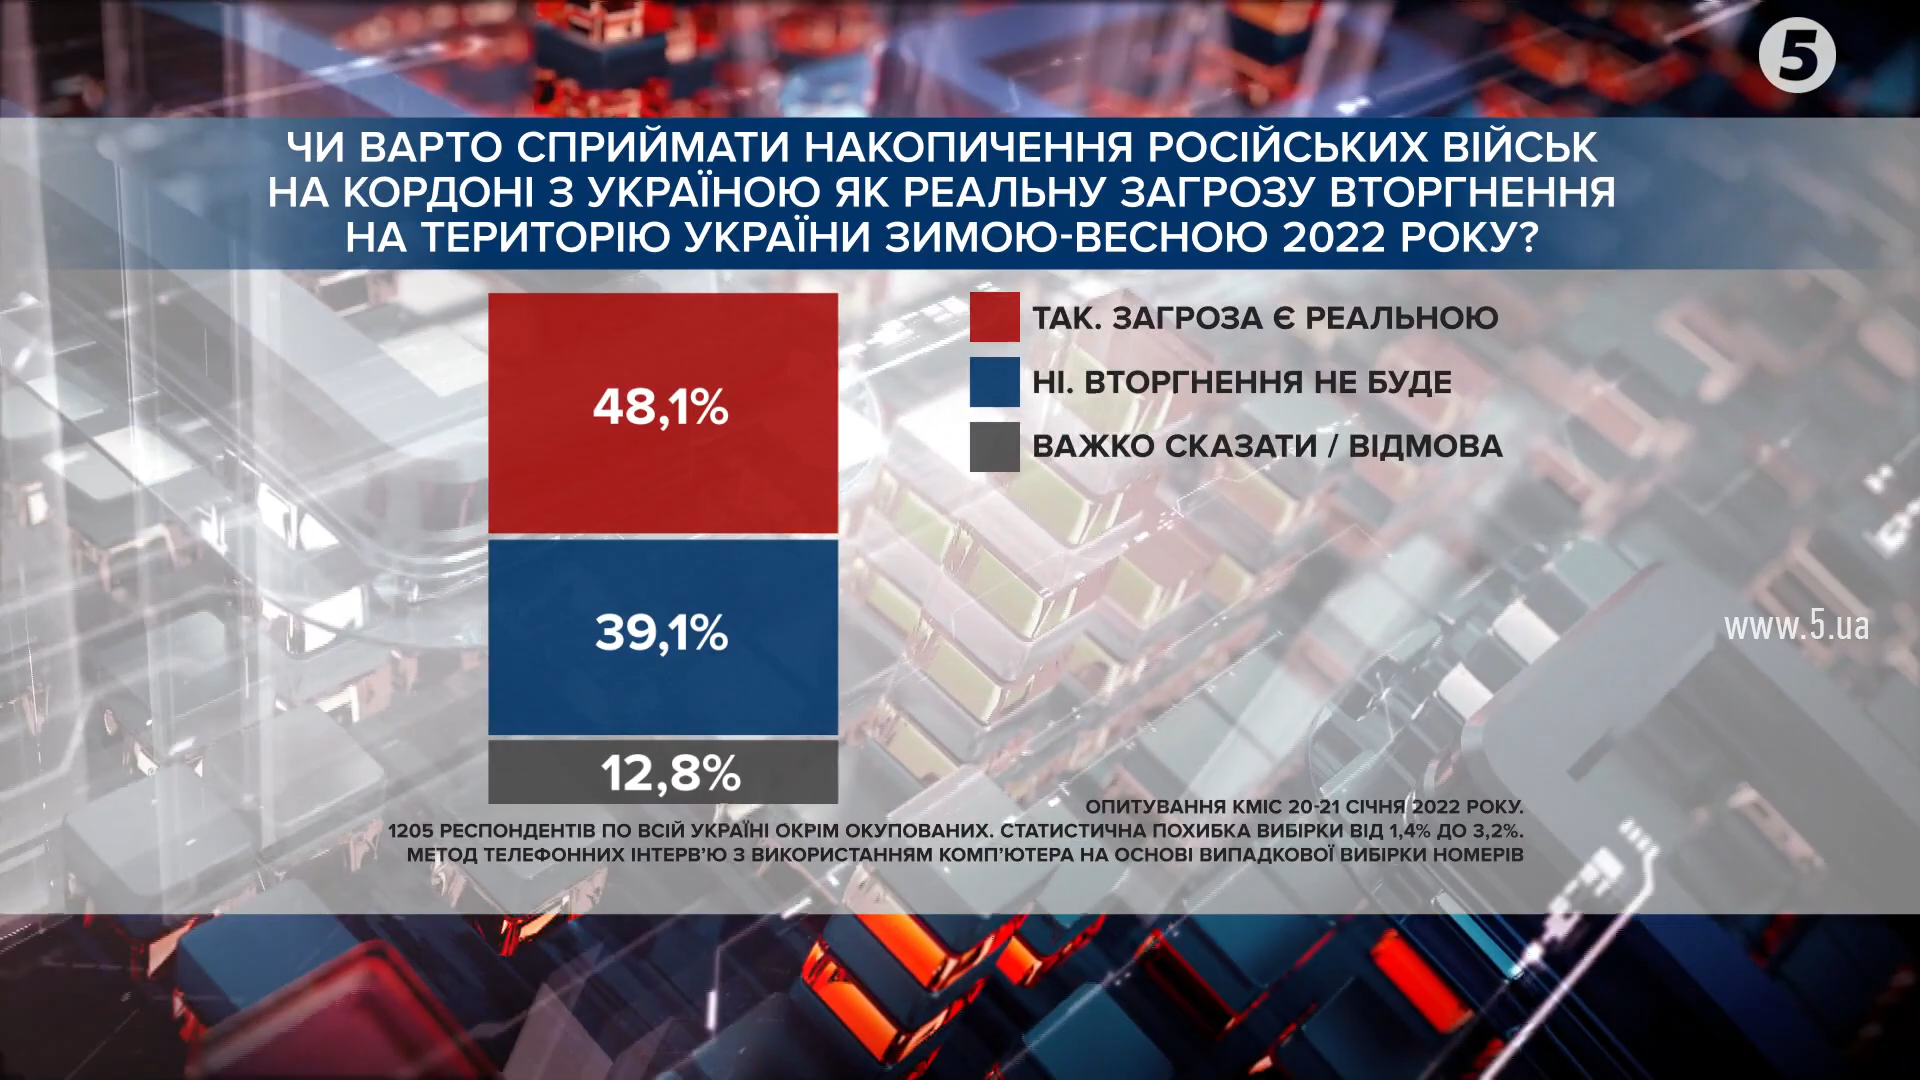 5
ЧИ ВАРТО СПРИЙМАТИ НАКОПИЧЕННЯ РОСІЙСЬКИХ ВІЙСЬК
НА КОРДОНІ З УКРАЇНОЮ ЯК РЕАЛЬНУ ЗАГРОЗУ ВТОРГНЕННЯ
НА ТЕРИТОРІЮ УКРАЇНИ ЗИМОЮ-ВЕСНОЮ 2022 РОКУ?
48,1%
39,1%
12,8%
ТАК. ЗАГРОЗА Є РЕАЛЬНОЮ
НІ. ВТОРГНЕННЯ НЕ БУДЕ
ВАЖКО СКАЗАТИ / ВІДМОВА
www.5.ua
ОПИТУВАННЯ КМІС 20-21 СІЧНЯ 2022 РОКУ.
1205 РЕСПОНДЕНТІВ ПО ВСІЙ УКРАЇНІ ОКРІМ ОКУПОВАНИХ. СТАТИСТИЧНА ПОХИБКА ВИБІРКИ ВІД 1,4% ДО 3,2%.
МЕТОД ТЕЛЕФОННИХ ІНТЕРВ'Ю З ВИКОРИСТАННЯМ КОМП'ЮТЕРА НА ОСНОВІ ВИПАДКОВОЇ ВИБІРКИ НОМЕРІВ